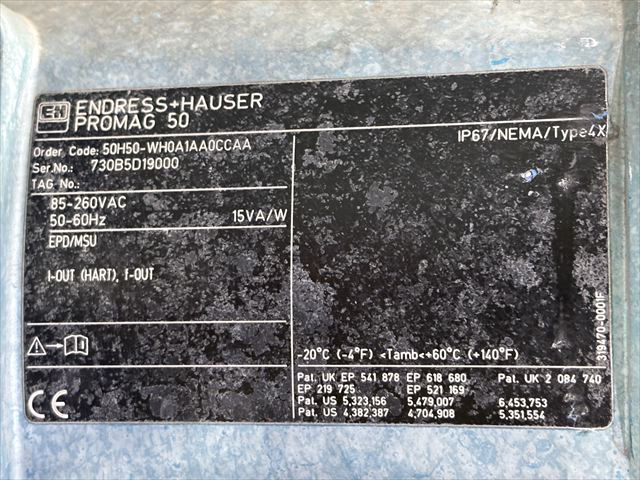 EH ENDRESS+HAUSER
PROMAG 50
IP67/NEMA/Type4X
Order Code: 50H50-WH0A1AA0CCAA
Ser.No.: 730B5D19000
TAG No.:
85-260VAC
50-60Hz 15VA/W
EPD/MSU
I-OUT (HART), f-OUT
-20°C (-4°F) <Tamb<+60°C (+140°F)
Pat. UK EP 541 878 EP 618 680 Pat. UK 2 084 740
EP 219 725 EP 521 169
Pat. US 5,323,156 5,479,007 6,453,753
Pat. US 4,382,387 4,704,908 5,351,554
319470-0001F
CE